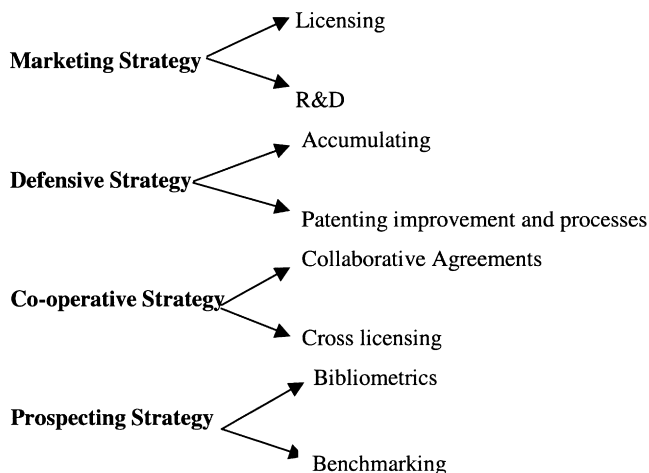 Licensing
Marketing Strategy
R&D
Accumulating
Defensive Strategy
Patenting improvement and processes
Collaborative Agreements
Co-operative Strategy
Cross licensing
Bibliometrics
Prospecting Strategy
Benchmarking